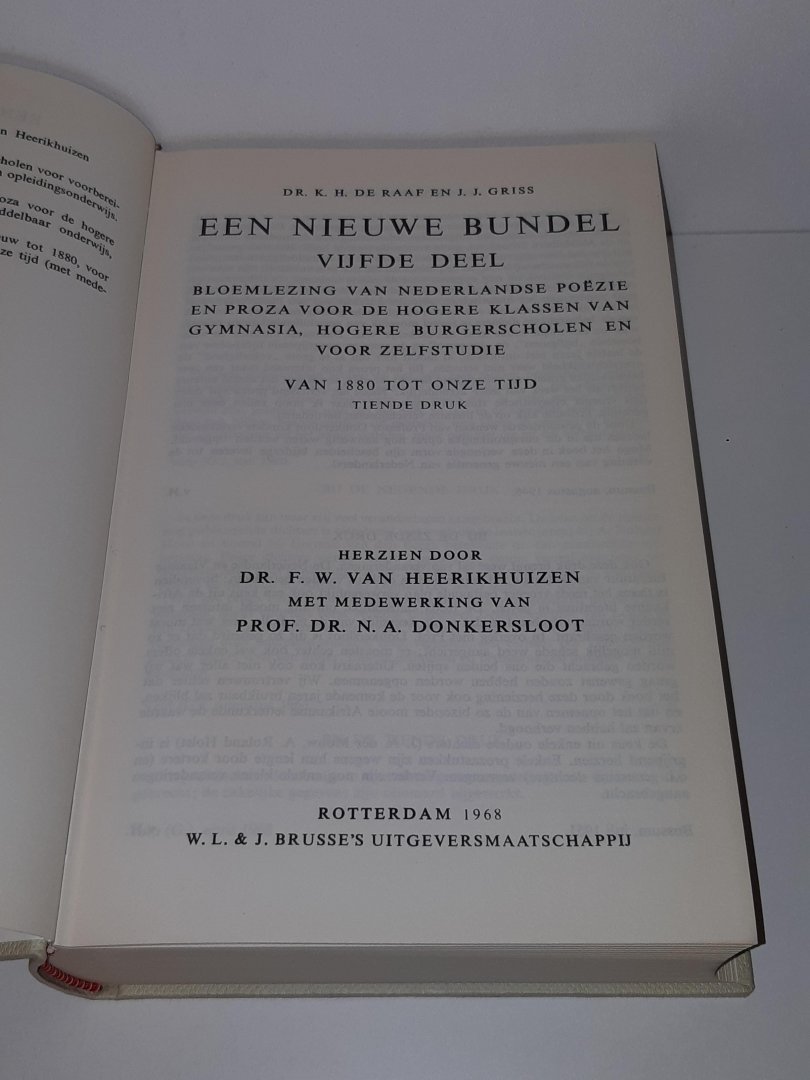 n Heerikhuizen
holen voor voorberei-
n opleidingsonderwijs.
roza voor de hogere
ddelbaar onderwijs,
uw tot 1880, voor
ze tijd (met mede-
DR. K. H. DE RAAF EN J. J. GRISS
EEN NIEUWE BUNDEL
VIJFDE DEEL
BLOEMLEZING VAN NEDERLANDSE POËZIE
EN PROZA VOOR DE HOGERE KLASSEN VAN
GYMNASIA, HOGERE BURGERSCHOLEN EN
VOOR ZELFSTUDIE
VAN 1880 TOT ONZE TIJD
TIENDE DRUK
HERZIEN DOOR
DR. F. W. VAN HEERIKHUIZEN
MET MEDEWERKING VAN
PROF. DR. N. A. DONKERSLOOT
ROTTERDAM 1968
W. L. & J. BRUSSE'S UITGEVERSMAATSCHAPPIJ